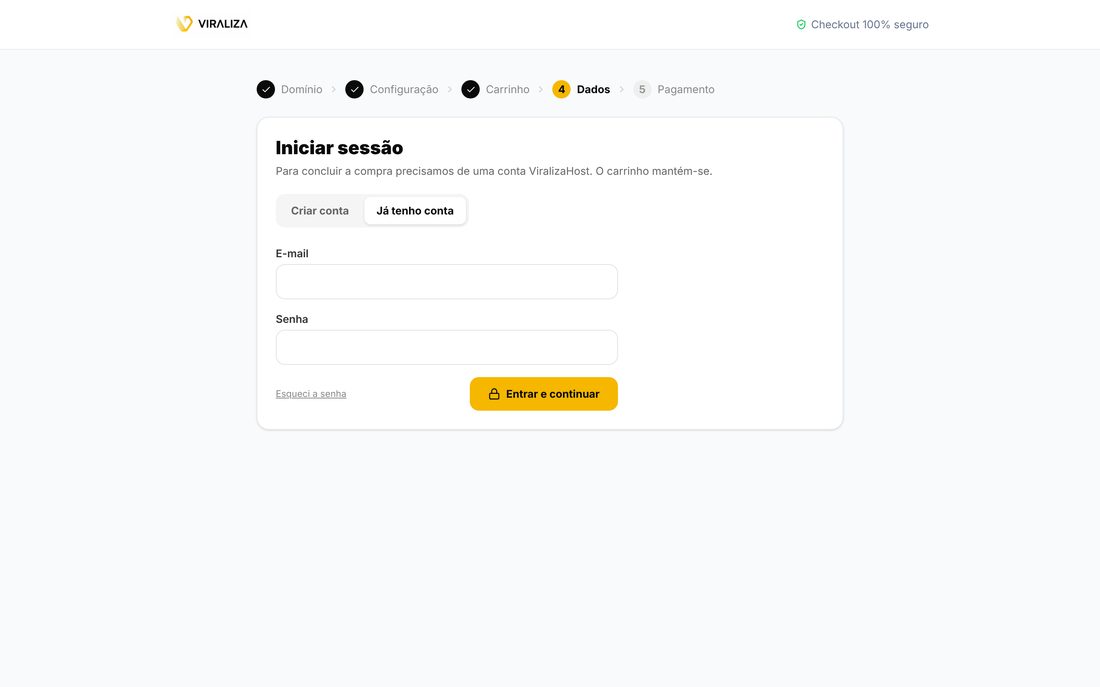 VIRALIZA
Checkout 100% seguro
Domínio
Configuração
Carrinho
4 Dados
5 Pagamento
Iniciar sessão
Para concluir a compra precisamos de uma conta ViralizaHost. O carrinho mantém-se.
Criar conta
Já tenho conta
E-mail
Senha
Esqueci a senha
Entrar e continuar